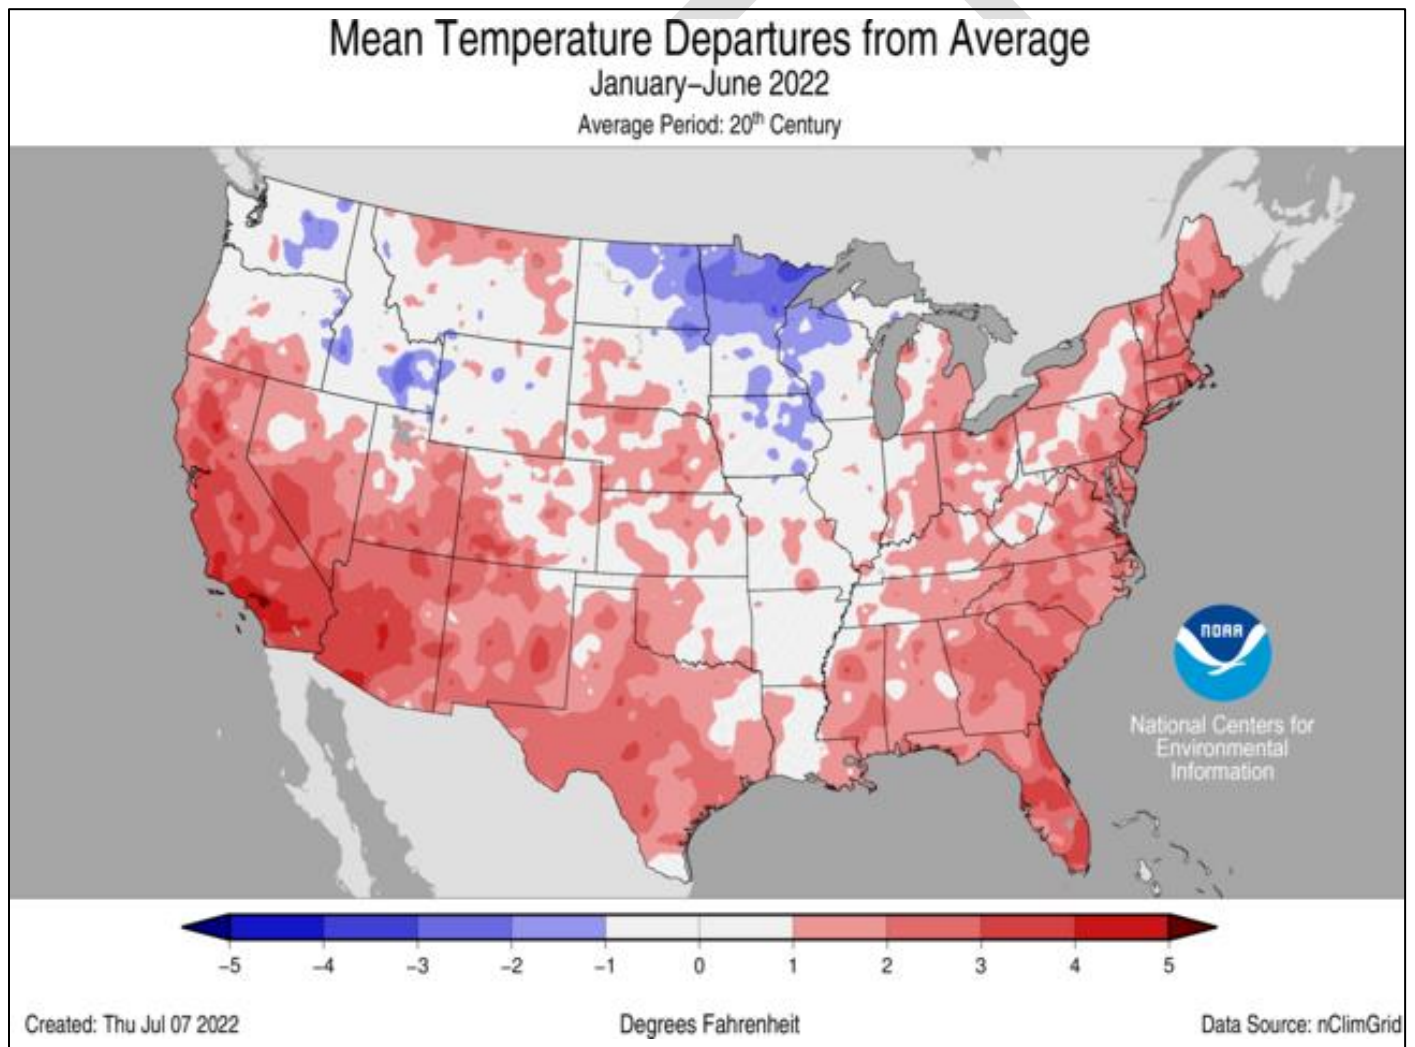 Mean Temperature Departures from Average
January–June 2022
Average Period: 20th Century
NOAA
National Centers for
Environmental
Information
−5 −4 −3 −2 −1 0 1 2 3 4 5
Created: Thu Jul 07 2022 Degrees Fahrenheit Data Source: nClimGrid